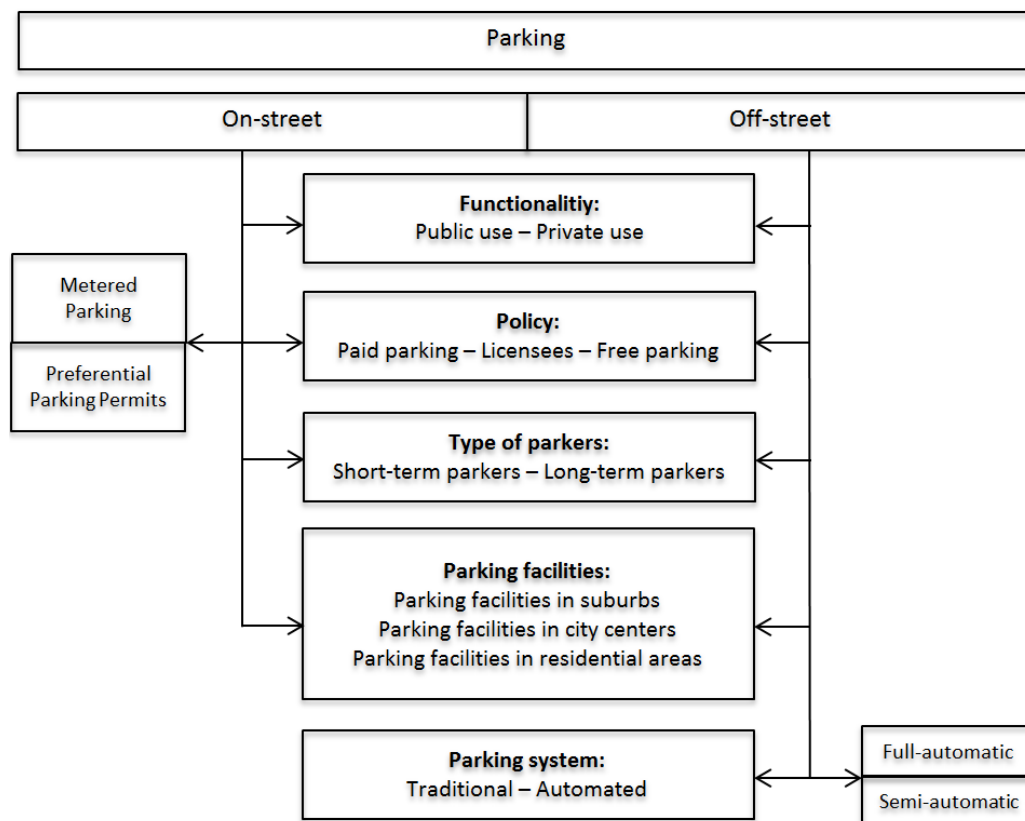 Parking
On-street
Off-street
Functionalitiy:
Public use – Private use
Metered
Parking
Preferential
Parking Permits
Policy:
Paid parking – Licensees – Free parking
Type of parkers:
Short-term parkers – Long-term parkers
Parking facilities:
Parking facilities in suburbs
Parking facilities in city centers
Parking facilities in residential areas
Parking system:
Traditional – Automated
Full-automatic
Semi-automatic